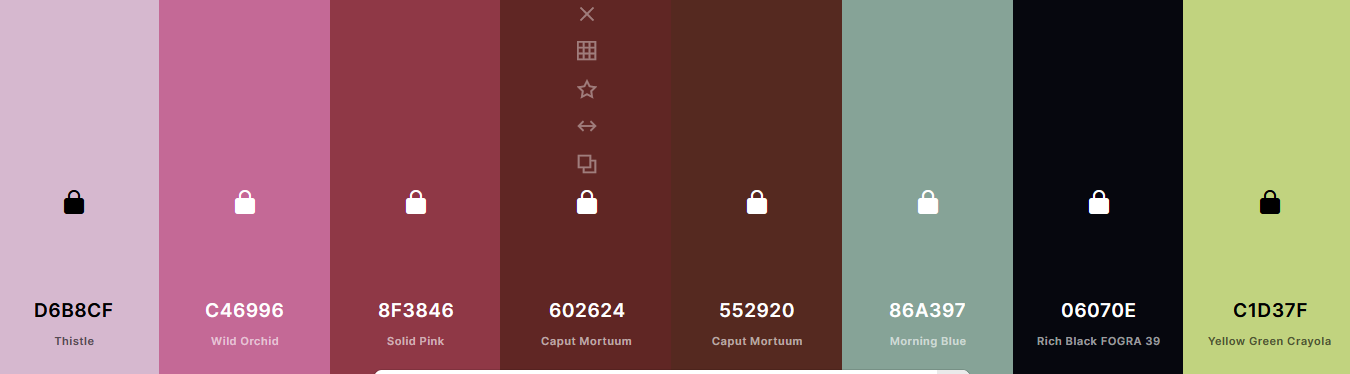 D6B8CF
Thistle
C46996
Wild Orchid
8F3846
Solid Pink
602624
Caput Mortuum
552920
Caput Mortuum
86A397
Morning Blue
06070E
Rich Black FOGRA 39
C1D37F
Yellow Green Crayola